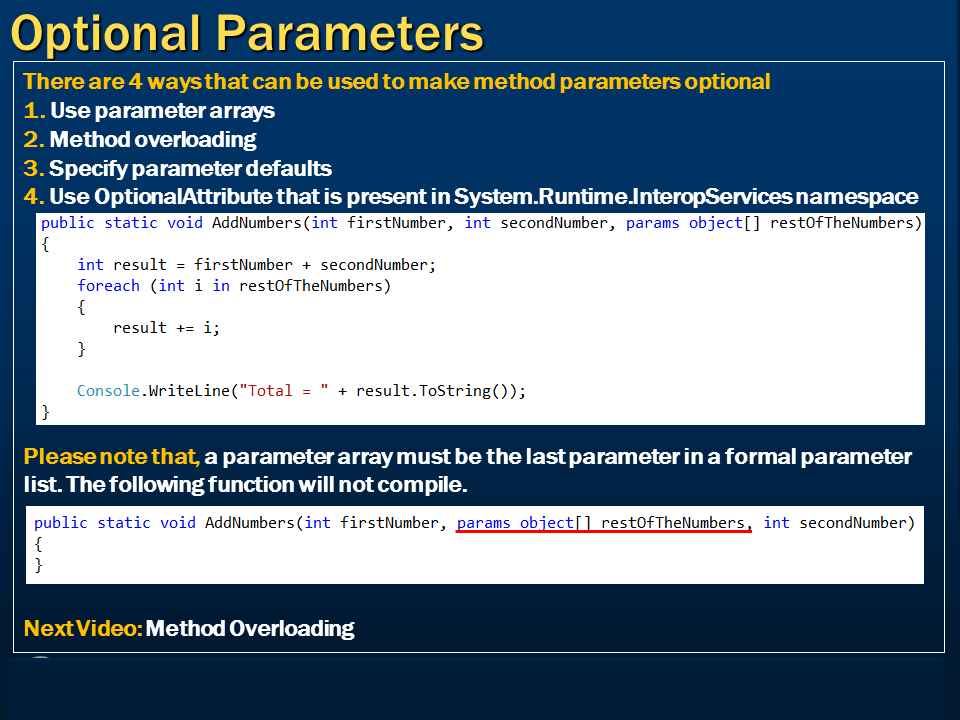 Optional Parameters
There are 4 ways that can be used to make method parameters optional
1. Use parameter arrays
2. Method overloading
3. Specify parameter defaults
4. Use OptionalAttribute that is present in System.Runtime.InteropServices namespace
public static void AddNumbers(int firstNumber, int secondNumber, params object[] restOfTheNumbers)
{
    int result = firstNumber + secondNumber;
    foreach (int i in restOfTheNumbers)
    {
        result += i;
    }
    Console.WriteLine("Total = " + result.ToString());
}
Please note that, a parameter array must be the last parameter in a formal parameter
list. The following function will not compile.
public static void AddNumbers(int firstNumber, params object[] restOfTheNumbers, int secondNumber)
{
}
Next Video: Method Overloading